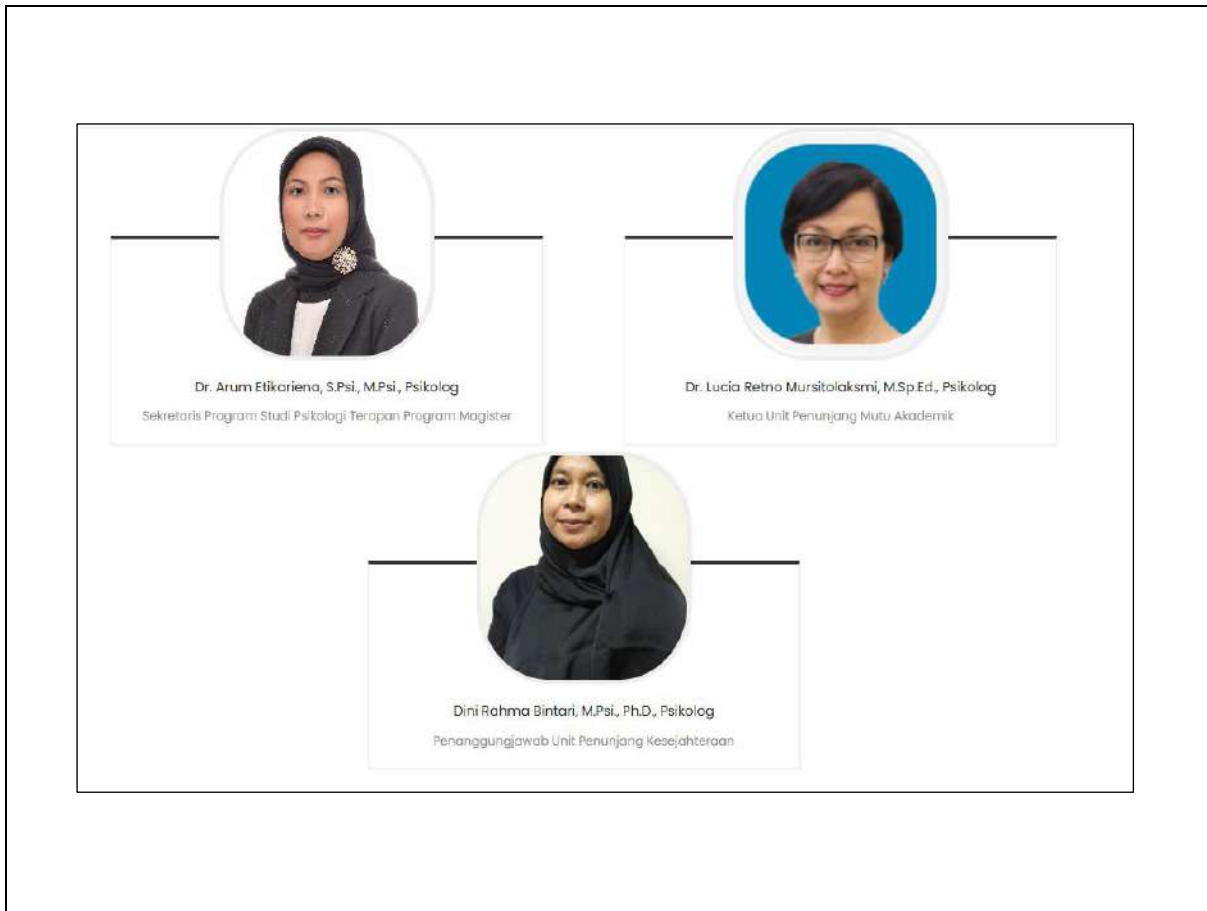 Dr. Arum Etikariena, S.Psi., M.Psi., Psikolog
Sekretaris Program Studi Psikologi Terapan Program Magister
Dr. Lucia Retno Mursitolaksmi, M.Sp.Ed., Psikolog
Ketua Unit Penunjang Mutu Akademik
Dini Rahma Bintari, M.Psi., Ph.D., Psikolog
Penanggungjawab Unit Penunjang Kesejahteraan